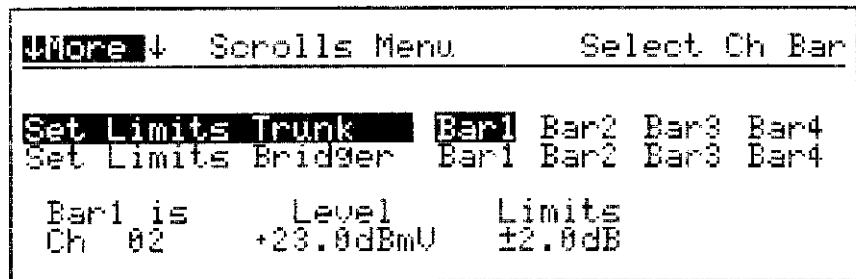 ↓More↓ Scrolls Menu Select Ch Bar
Set Limits Trunk Bar1 Bar2 Bar3 Bar4
Set Limits Bridger Bar1 Bar2 Bar3 Bar4
Bar1 is Level Limits
Ch 02 +23.0dBmV ±2.0dB